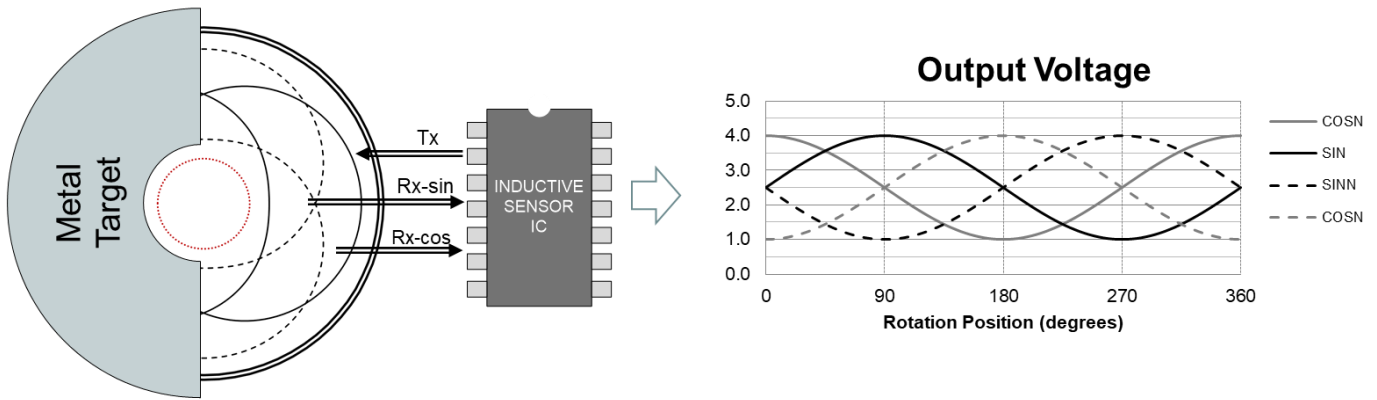 Metal
Target
Tx
Rx-sin
Rx-cos
INDUCTIVE
SENSOR
IC
Output Voltage
5.0
4.0
3.0
2.0
1.0
0.0
0 90 180 270 360
Rotation Position (degrees)
COSN
SIN
SINN
COSN